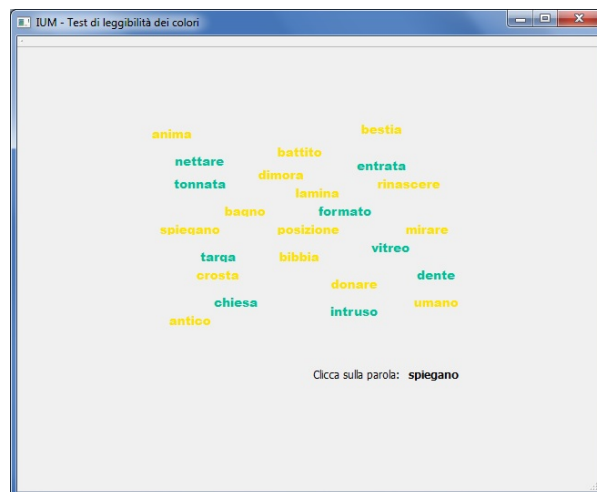 IUM - Test di leggibilità dei colori
anima
bestia
battito
nettare
entrata
dimora
tonnata
rinascere
lamina
bagno
formato
spiegano
posizione
mirare
vitreo
targa
bibbia
crosta
dente
donare
chiesa
umano
intruso
antico
Clicca sulla parola: spiegano